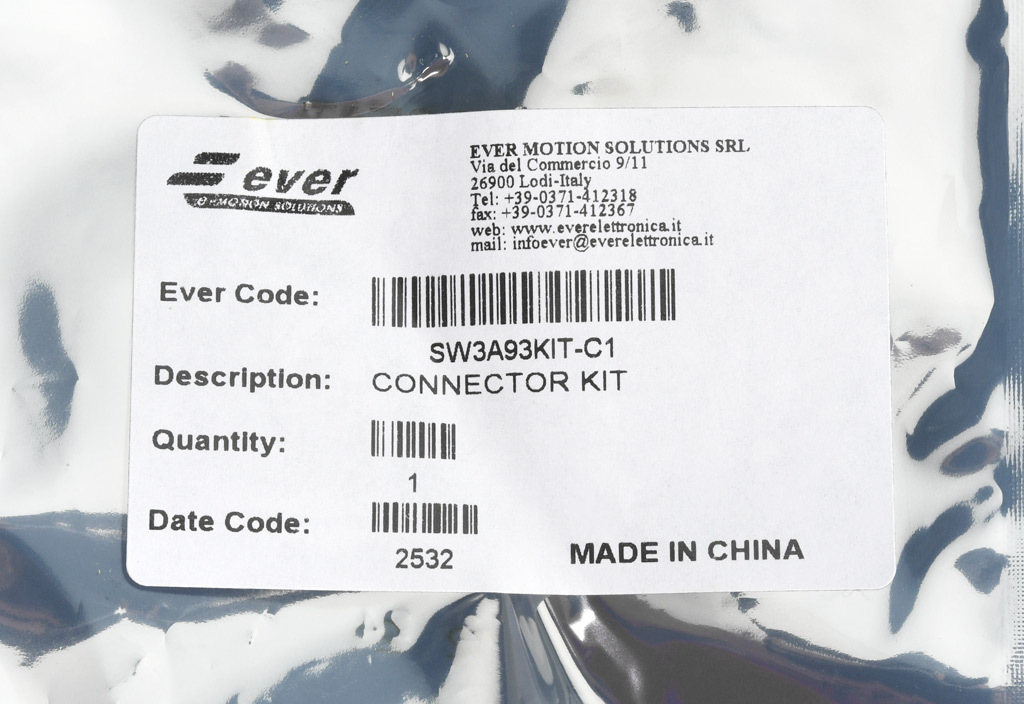 ever
e-MOTION SOLUTIONS
EVER MOTION SOLUTIONS SRL
Via del Commercio 9/11
26900 Lodi-Italy
Tel: +39-0371-412318
fax: +39-0371-412367
web: www.everelettronica.it
mail: infoever@everelettronica.it
Ever Code:
SW3A93KIT-C1
Description: CONNECTOR KIT
Quantity:
1
Date Code:
2532
MADE IN CHINA